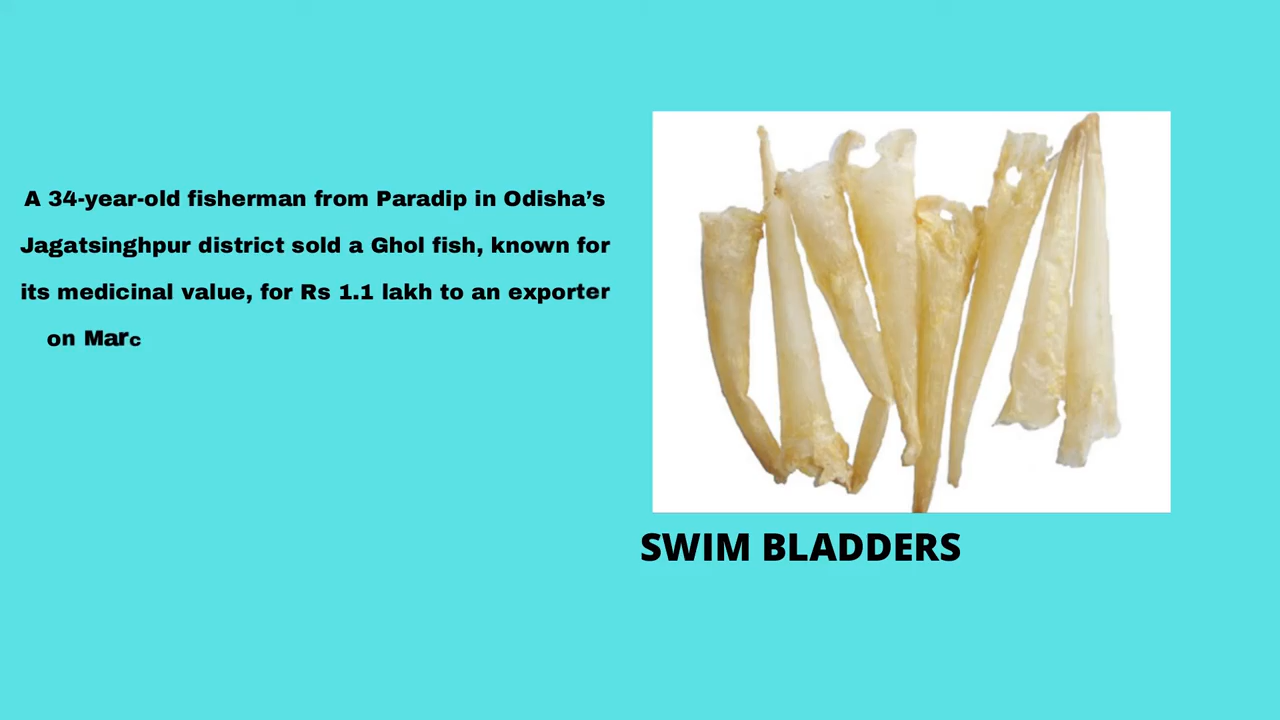 A 34-year-old fisherman from Paradip in Odisha’s
Jagatsinghpur district sold a Ghol fish, known for
its medicinal value, for Rs 1.1 lakh to an exporter
on Marc
SWIM BLADDERS